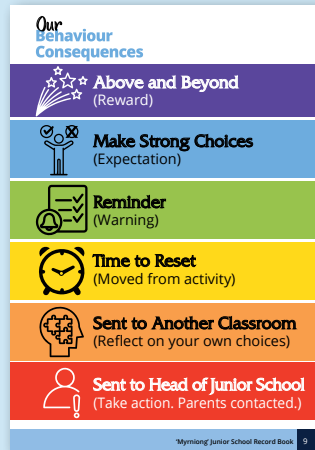 Our
Behaviour
Consequences
Above and Beyond
(Reward)
Make Strong Choices
(Expectation)
Reminder
(Warning)
Time to Reset
(Moved from activity)
Sent to Another Classroom
(Reflect on your own choices)
Sent to Head of Junior School
(Take action. Parents contacted.)
'Myrniong' Junior School Record Book 9